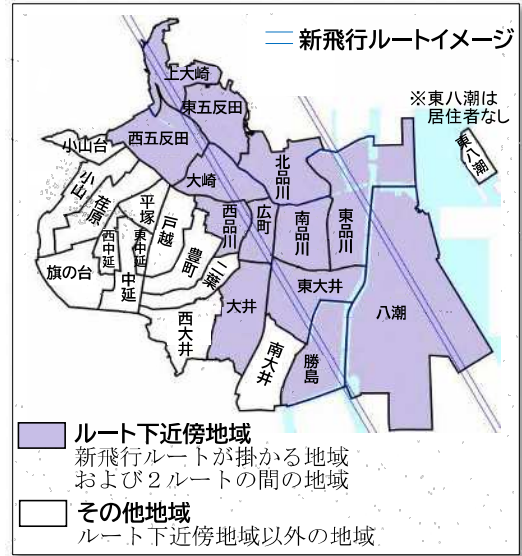 新飛行ルートイメージ
上大崎
※東八潮は
居住者なし
東五反田
東八潮
小山台
西五反田
北品川
小山
荏原
大崎
平塚
戸越
西品川
広町
南品川
東品川
西中延
東中延
豊町
二葉
旗の台
中延
大井
東大井
八潮
西大井
南大井
勝島
ルート下近傍地域
新飛行ルートが掛かる地域
および2ルートの間の地域
その他地域
ルート下近傍地域以外の地域